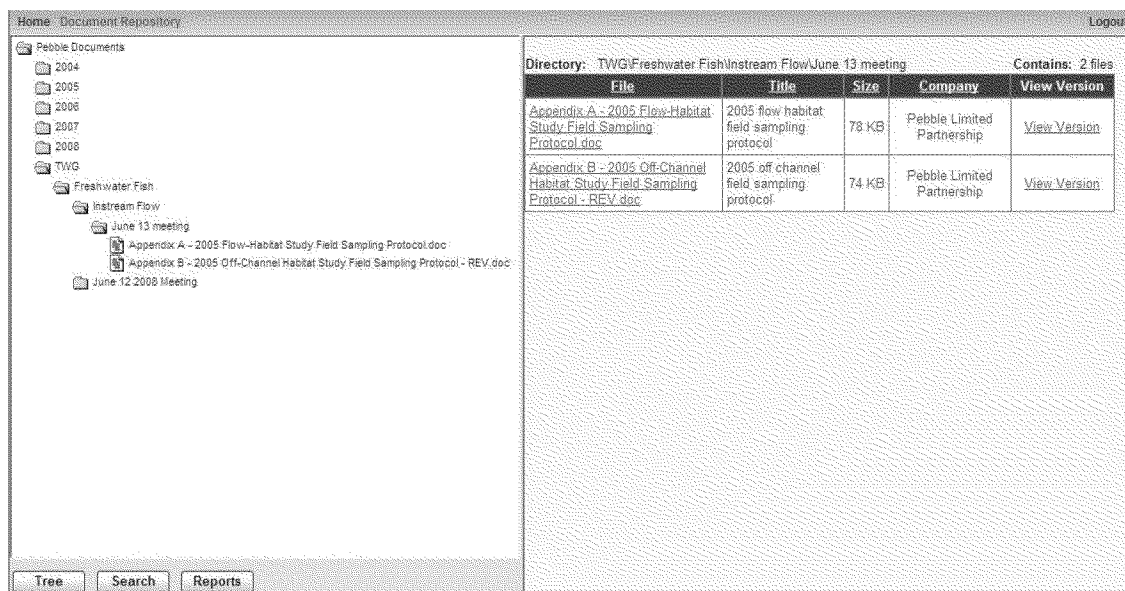 Home Document Repository
Logou
Pebble Documents
2004
2005
2006
2007
2008
TWG
Freshwater Fish
Instream Flow
June 13 meeting
Appendix A - 2005 Flow-Habitat Study Field Sampling Protocol.doc
Appendix B - 2005 Off-Channel Habitat Study Field Sampling Protocol - REV.doc
June 12 2008 Meeting
Tree Search Reports
Directory: TWG\Freshwater Fish\Instream Flow\June 13 meeting Contains: 2 files
File Title Size Company View Version
Appendix A - 2005 Flow-Habitat
Study Field Sampling
Protocol.doc
2005 flow habitat
field sampling
protocol
78 KB
Pebble Limited
Partnership
View Version
Appendix B - 2005 Off-Channel
Habitat Study Field Sampling
Protocol - REV.doc
2005 off channel
field sampling
protocol
74 KB
Pebble Limited
Partnership
View Version